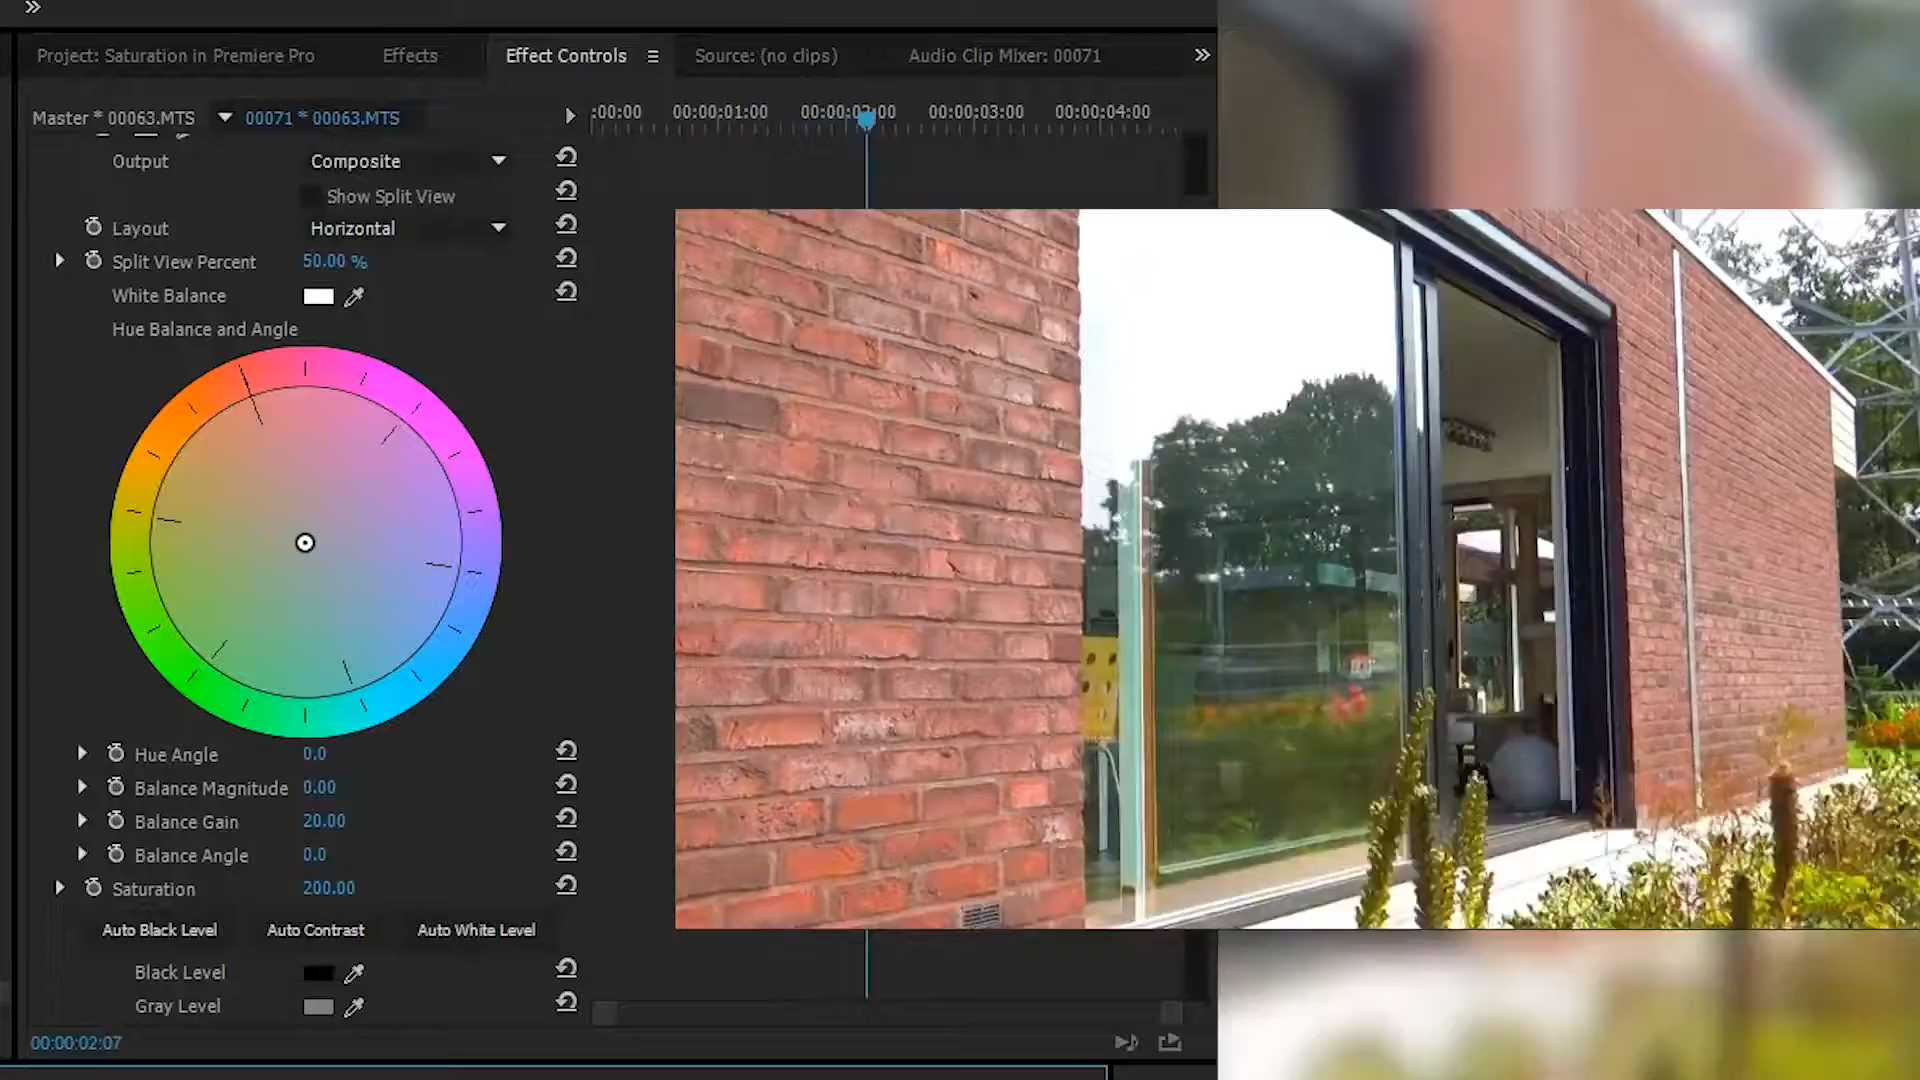 Project: Saturation in Premiere Pro Effects Effect Controls Source: (no clips) Audio Clip Mixer: 00071
Master * 00063.MTS 00071 * 00063.MTS :00:00 00:00:01:00 00:00:02:00 00:00:03:00 00:00:04:00
Output Composite
Show Split View
Layout Horizontal
Split View Percent 50.00 %
White Balance
Hue Balance and Angle
Hue Angle 0.0
Balance Magnitude 0.00
Balance Gain 20.00
Balance Angle 0.0
Saturation 200.00
Auto Black Level Auto Contrast Auto White Level
Black Level
Gray Level
00:00:02:07